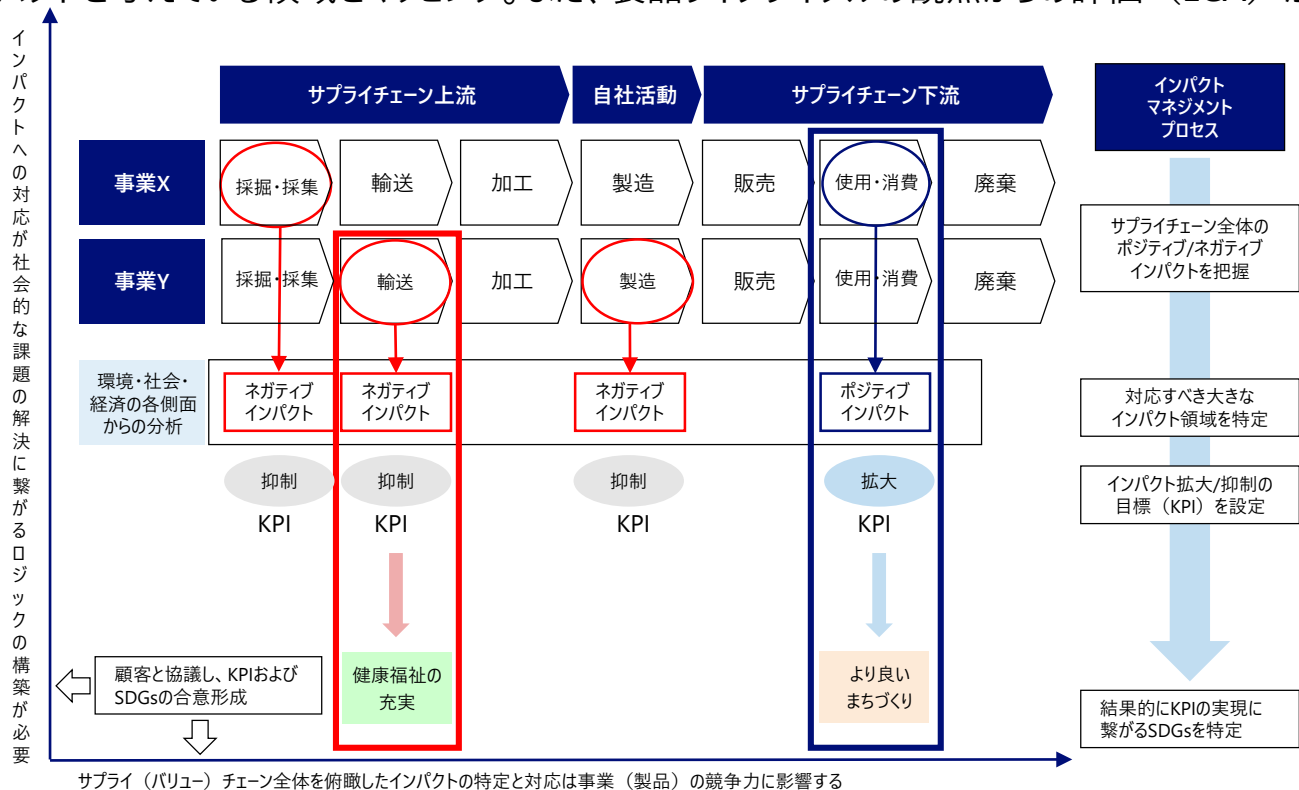 インパクトへの対応が社会的な課題の解決に繋がるロジックの構築が必要
サプライチェーン上流
自社活動
サプライチェーン下流
インパクト
マネジメント
プロセス
事業X
採掘・採集
輸送
加工
製造
販売
使用・消費
廃棄
サプライチェーン全体の
ポジティブ/ネガティブ
インパクトを把握
事業Y
採掘・採集
輸送
加工
製造
販売
使用・消費
廃棄
環境・社会・
経済の各側面
からの分析
ネガティブ
インパクト
ネガティブ
インパクト
ネガティブ
インパクト
ポジティブ
インパクト
対応すべき大きな
インパクト領域を特定
抑制
抑制
抑制
拡大
KPI
KPI
KPI
KPI
インパクト拡大/抑制の
目標（KPI）を設定
顧客と協議し、KPIおよび
SDGsの合意形成
健康福祉の
充実
より良い
まちづくり
結果的にKPIの実現に
繋がるSDGsを特定
サプライ（バリュー）チェーン全体を俯瞰したインパクトの特定と対応は事業（製品）の競争力に影響する